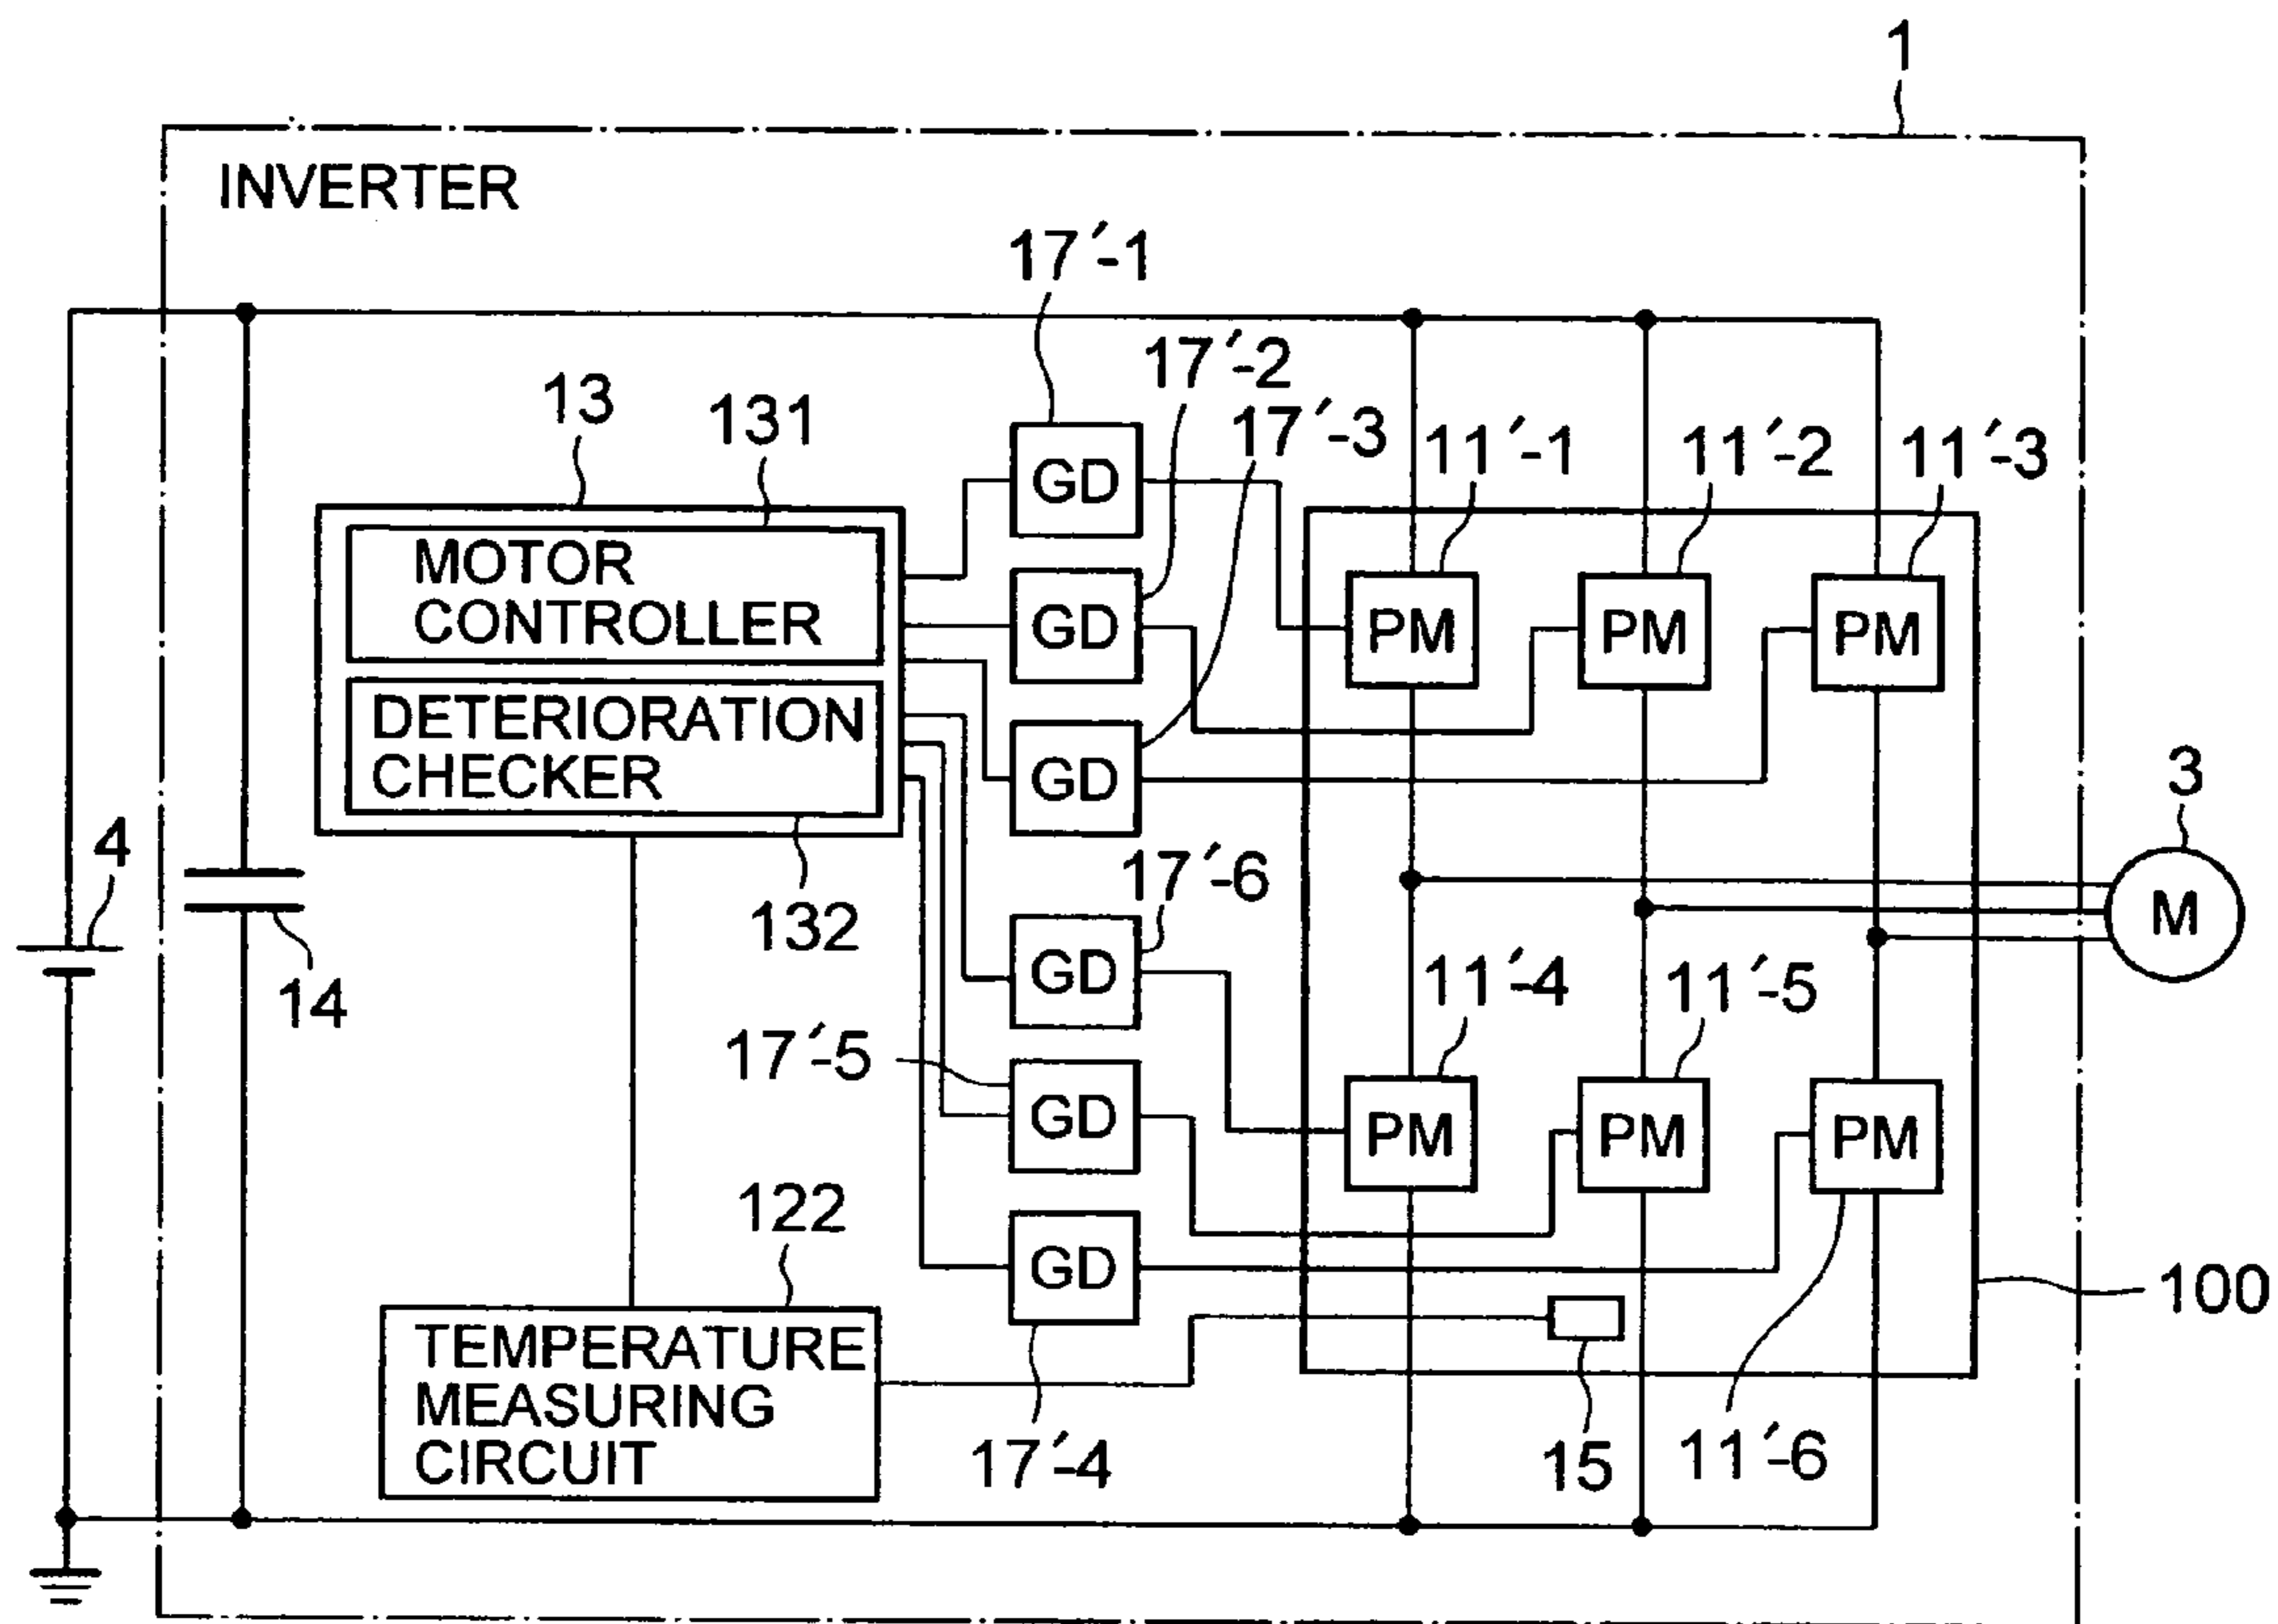 1
INVERTER
17'-1
17'-2
17'-3
13
131
11'-1
11'-2
11'-3
GD
MOTOR
CONTROLLER
GD
PM
PM
PM
DETERIORATION
CHECKER
GD
3
4
132
17'-6
M
14
GD
11'-4
11'-5
17'-5
GD
PM
PM
PM
122
GD
100
TEMPERATURE
MEASURING
CIRCUIT
17'-4
15
11'-6